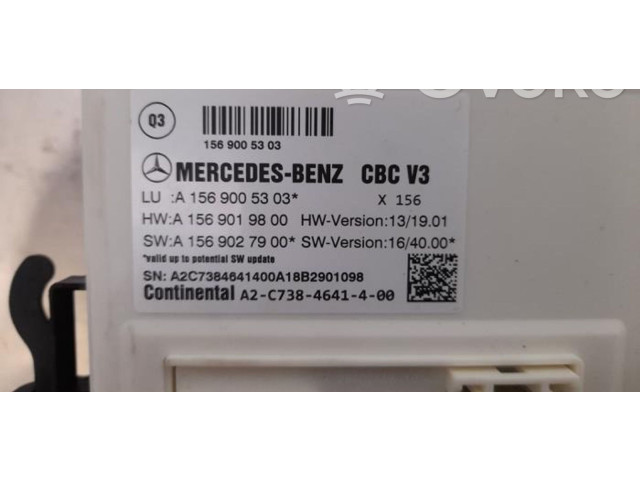 Q3
156 900 53 03
MERCEDES-BENZ CBC V3
LU :A 156 900 53 03* X 156
HW:A 156 901 98 00 HW-Version:13/19.01
SW:A 156 902 79 00* SW-Version:16/40.00*
*valid up to potential SW update
SN: A2C7384641400A18B2901098
Continental A2-C738-4641-4-00